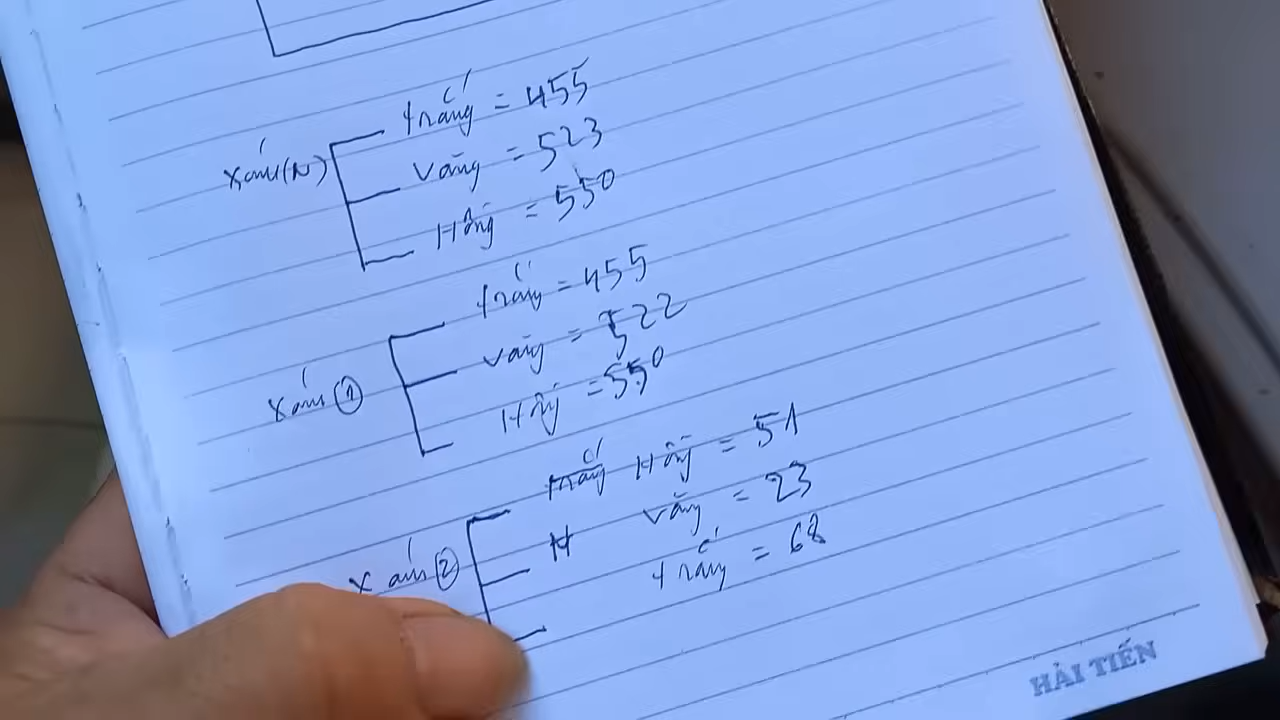 trắng = 455
Xám(N) vàng = 523
Hồng = 550
trắng = 455
vàng = 522
Xám ① Hồng = 550
trắng Hồng = 51
H vàng = 23
Xám ② trắng = 68
HẢI TIẾN